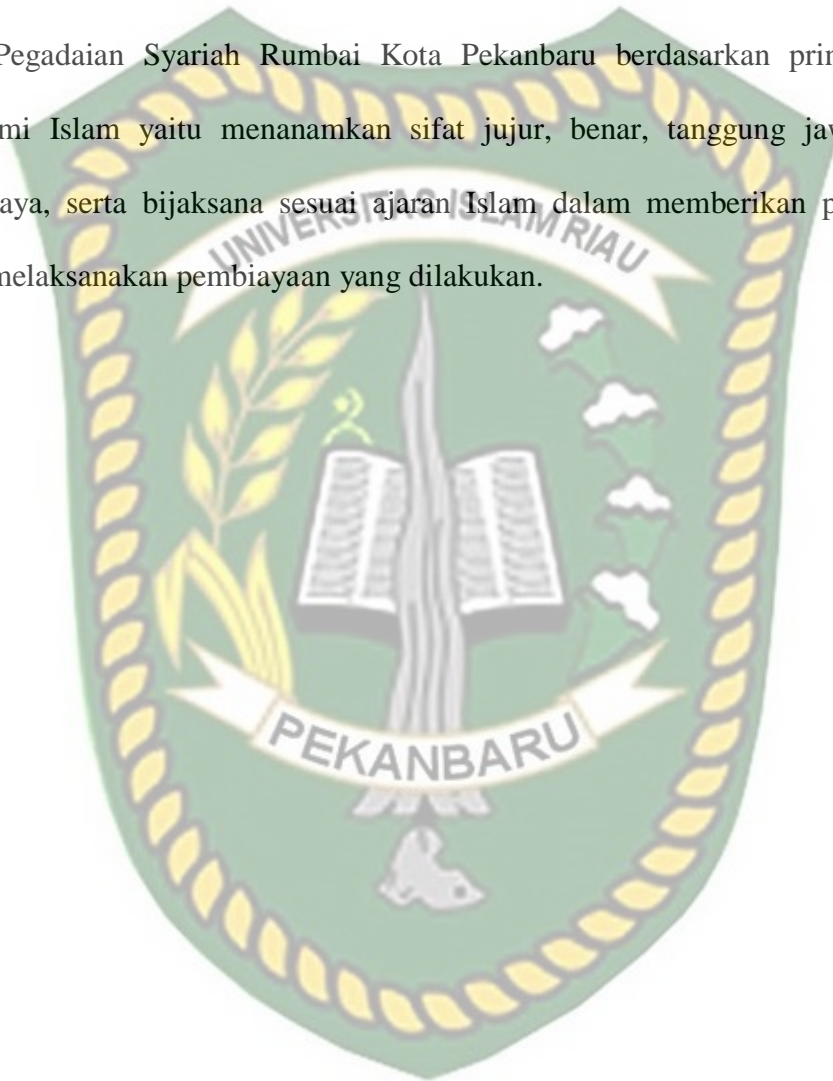 Pegadaian Syariah Rumbai Kota Pekanbaru berdasarkan prin
mi Islam yaitu menanamkan sifat jujur, benar, tanggung jaw
aya, serta bijaksana sesuai ajaran Islam dalam memberikan p
melaksanakan pembiayaan yang dilakukan.
UNIVERSITAS ISLAM RIAU
PEKANBARU